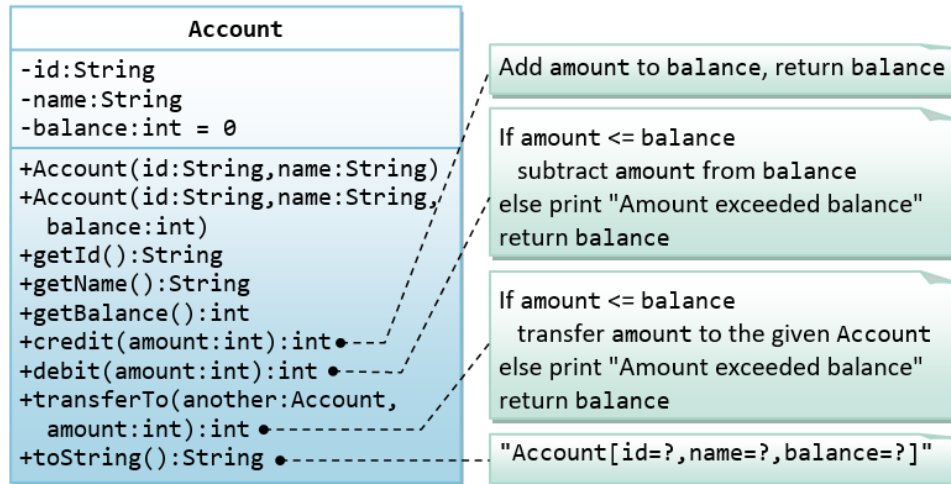 Account
-id:String
-name:String
-balance:int = 0
+Account(id:String,name:String)
+Account(id:String,name:String,
balance:int)
+getId():String
+getName():String
+getBalance():int
+credit(amount:int):int
+debit(amount:int):int
+transferTo(another:Account,
amount:int):int
+toString():String
Add amount to balance, return balance
If amount <= balance
subtract amount from balance
else print "Amount exceeded balance"
return balance
If amount <= balance
transfer amount to the given Account
else print "Amount exceeded balance"
return balance
"Account[id=?,name=?,balance=?]"